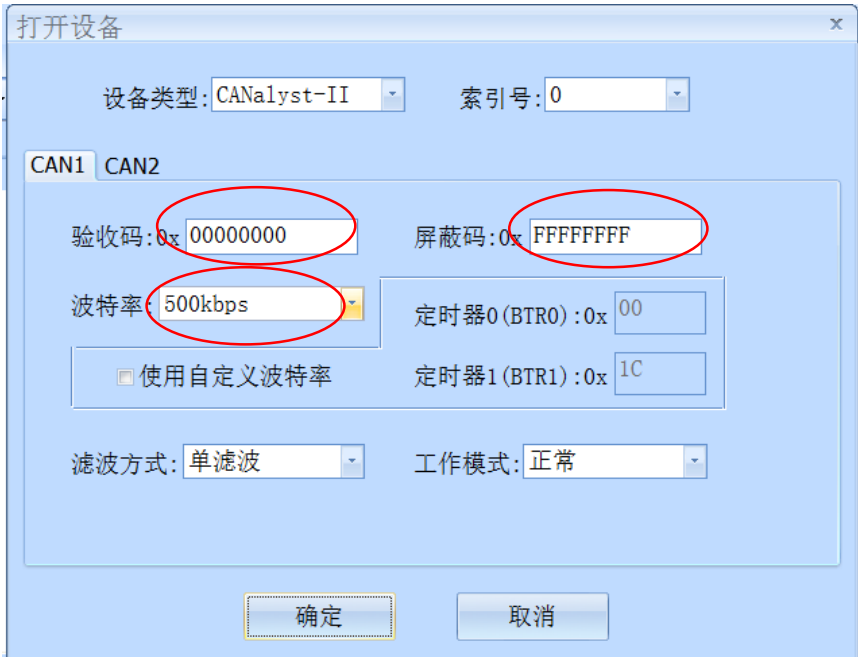 打开设备 x
设备类型: CANalyst-II 索引号: 0
CAN1 CAN2
验收码:0x 00000000 屏蔽码:0x FFFFFFFF
波特率: 500kbps 定时器0(BTR0):0x 00
使用自定义波特率 定时器1(BTR1):0x 1C
滤波方式: 单滤波 工作模式: 正常
确定 取消